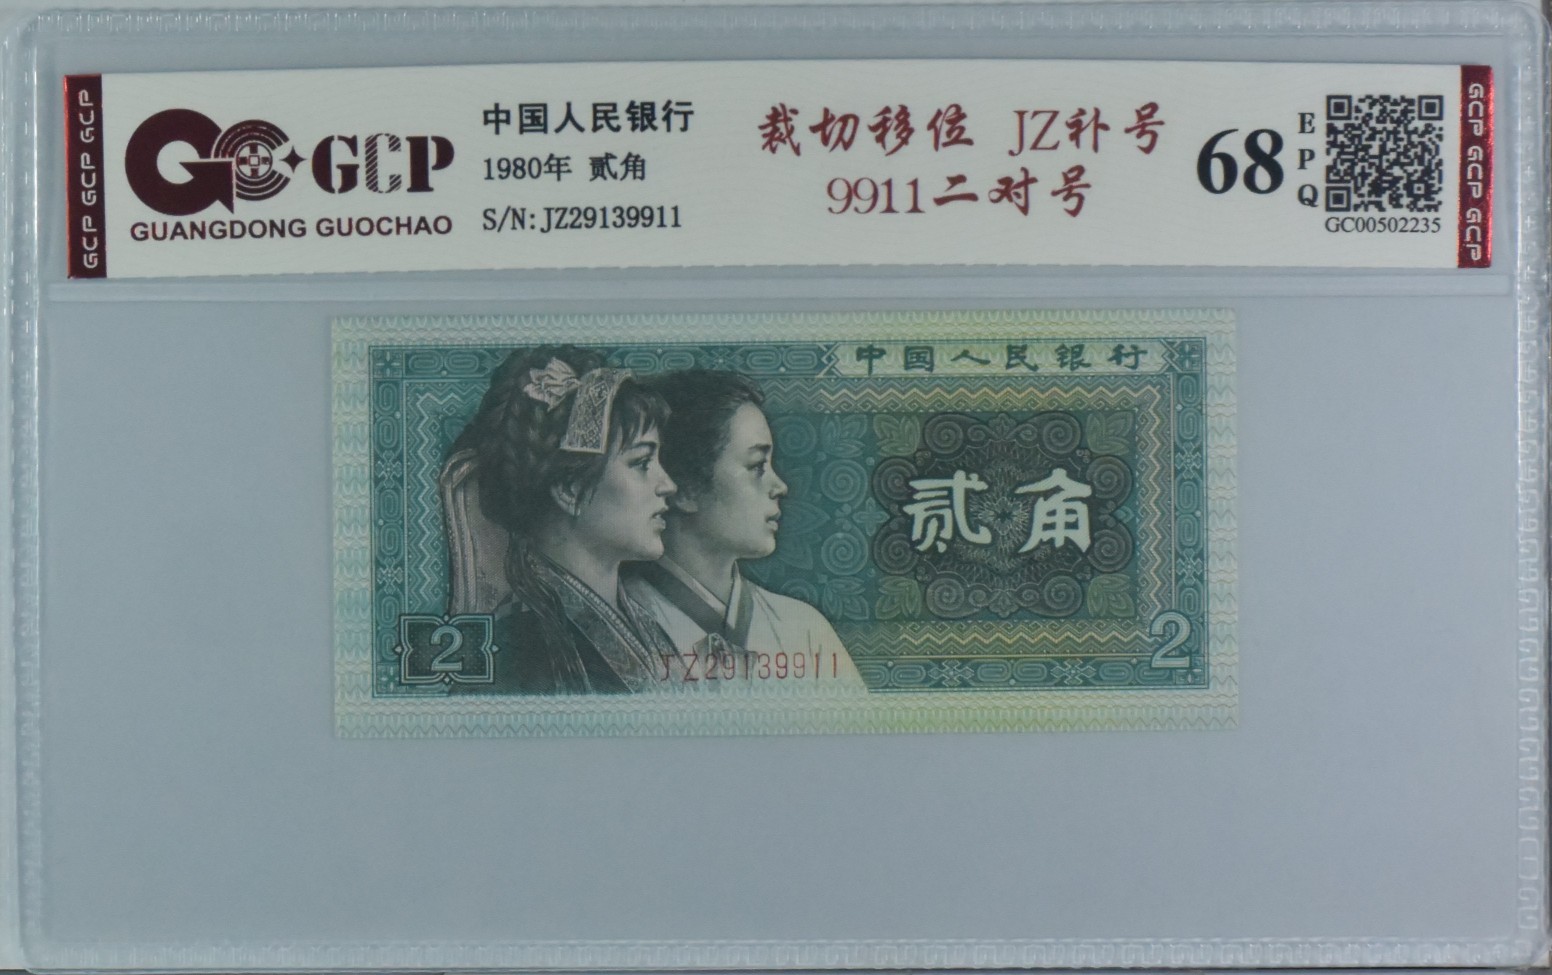 GCP GCP GCP
GCP
GUANGDONG GUOCHAO
中国人民银行
1980年 贰角
S/N:JZ29139911
裁切移位 JZ补号
9911二对号
68
EPQ
GC00502235
GCP GCP GCP
中国人民银行
贰角
2
2
JZ29139911